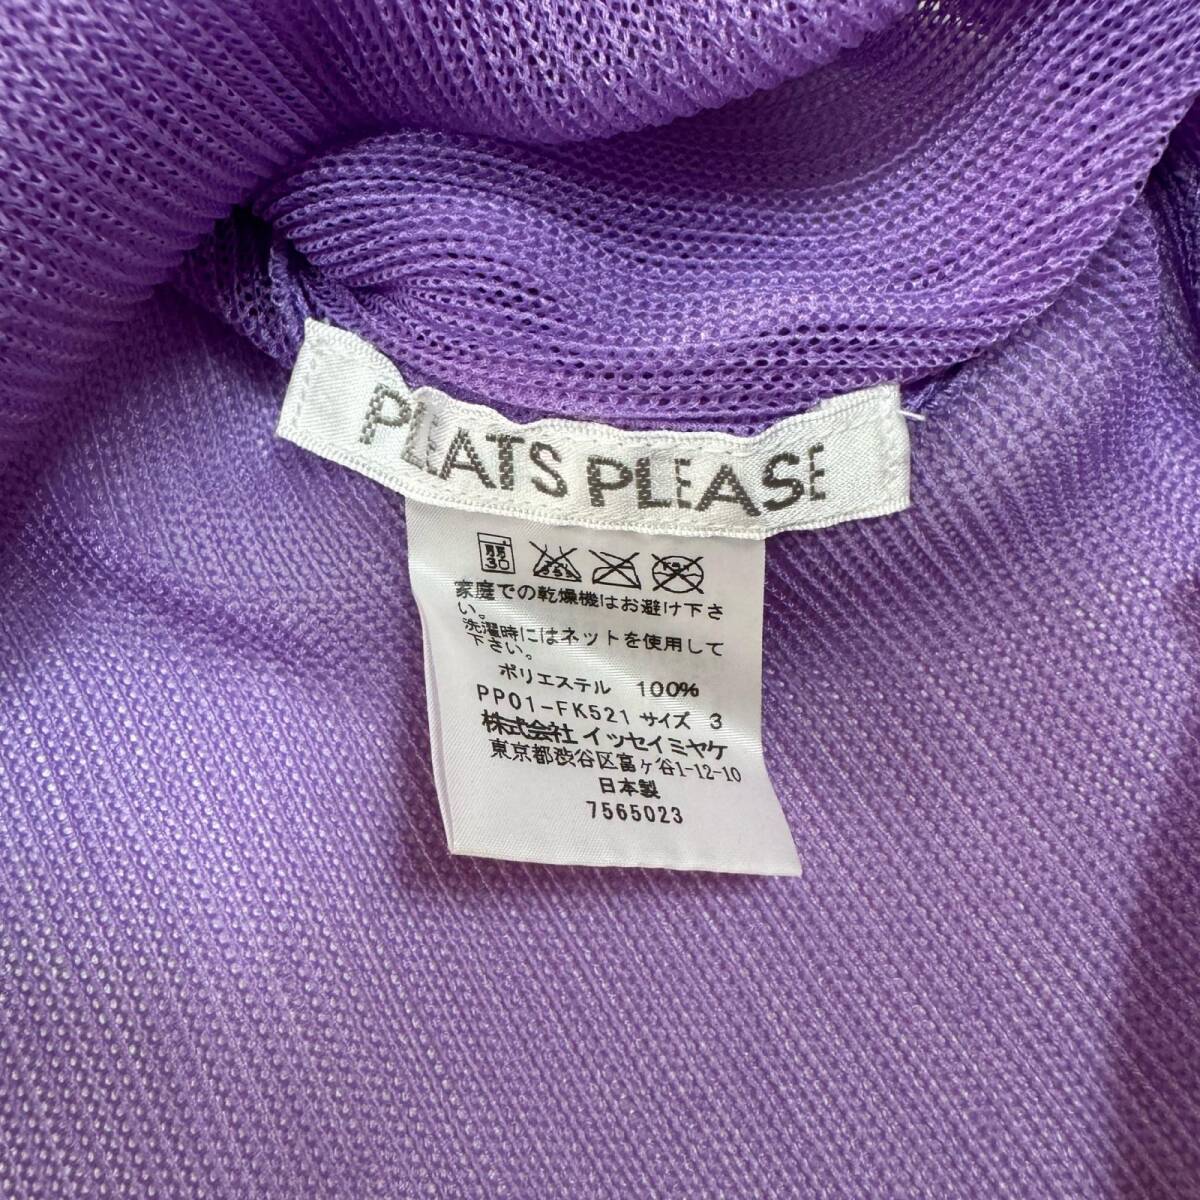 PLEATS PLEASE
弱
30
家庭での乾燥機はお避け下さ
い。
洗濯時にはネットを使用して
下さい。
ポリエステル 100%
PP01-FK521 サイズ 3
株式会社 イッセイミヤケ
東京都渋谷区富ヶ谷1-12-10
日本製
7565023